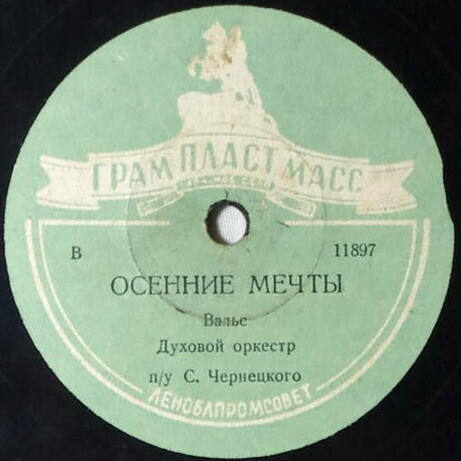 ГРАМПЛАСТМАСС
В 11897
ОСЕННИЕ МЕЧТЫ
Вальс
Духовой оркестр
п/у С. Чернецкого
ЛЕНОБЛПРОМСОВЕТ